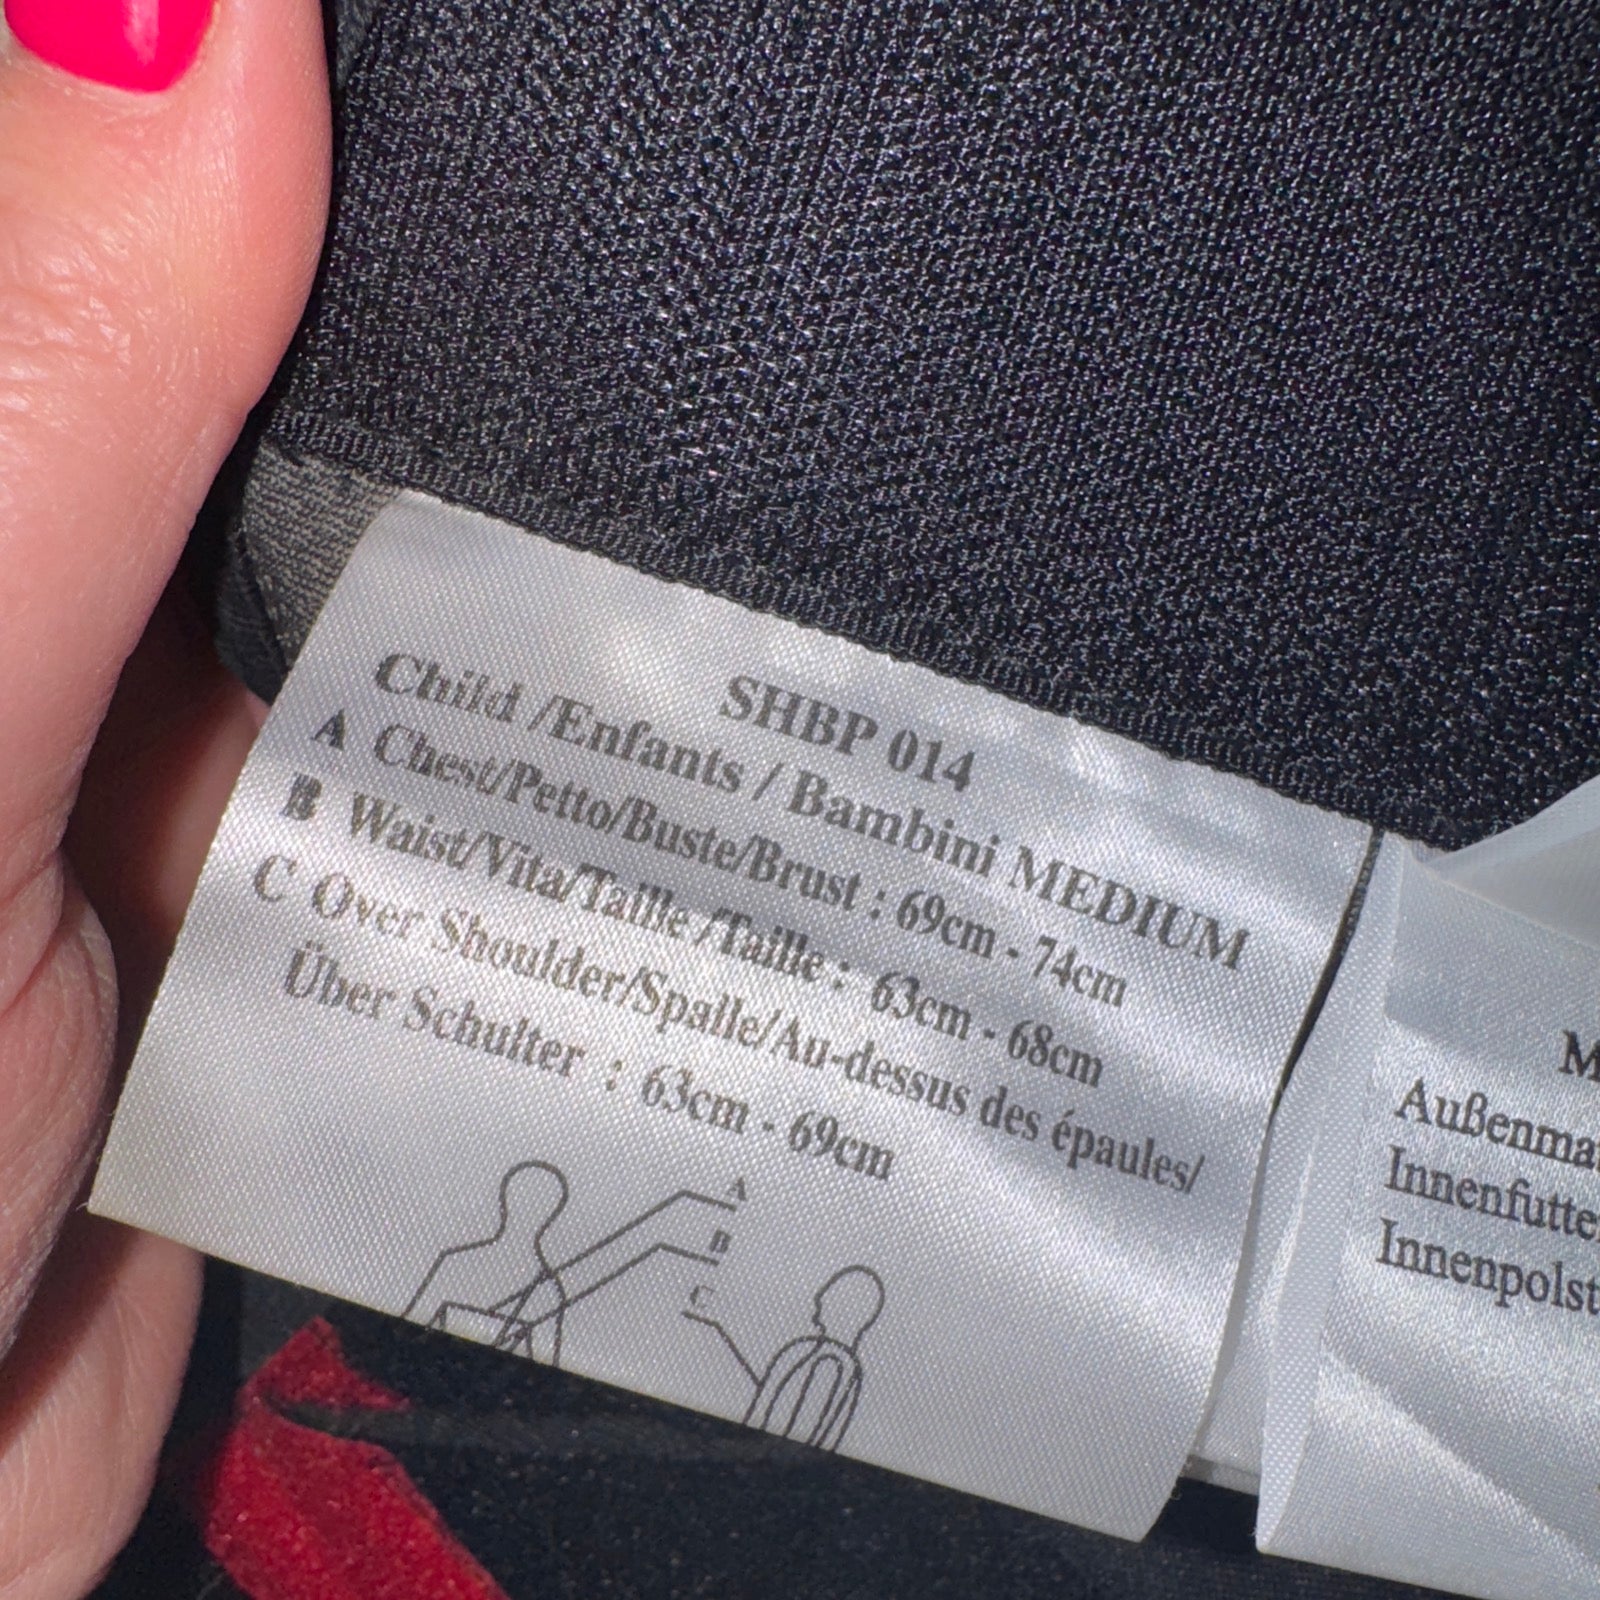 SHBP 014
Child /Enfants / Bambini MEDIUM
A Chest/Petto/Buste/Brust : 69cm - 74cm
B Waist/Vita/Taille /Taille : 63cm - 68cm
C Over Shoulder/Spalle/Au-dessus des épaules/
Über Schulter : 63cm - 69cm
A
B
C
M
Außenma
Innenfutte
Innenpolst